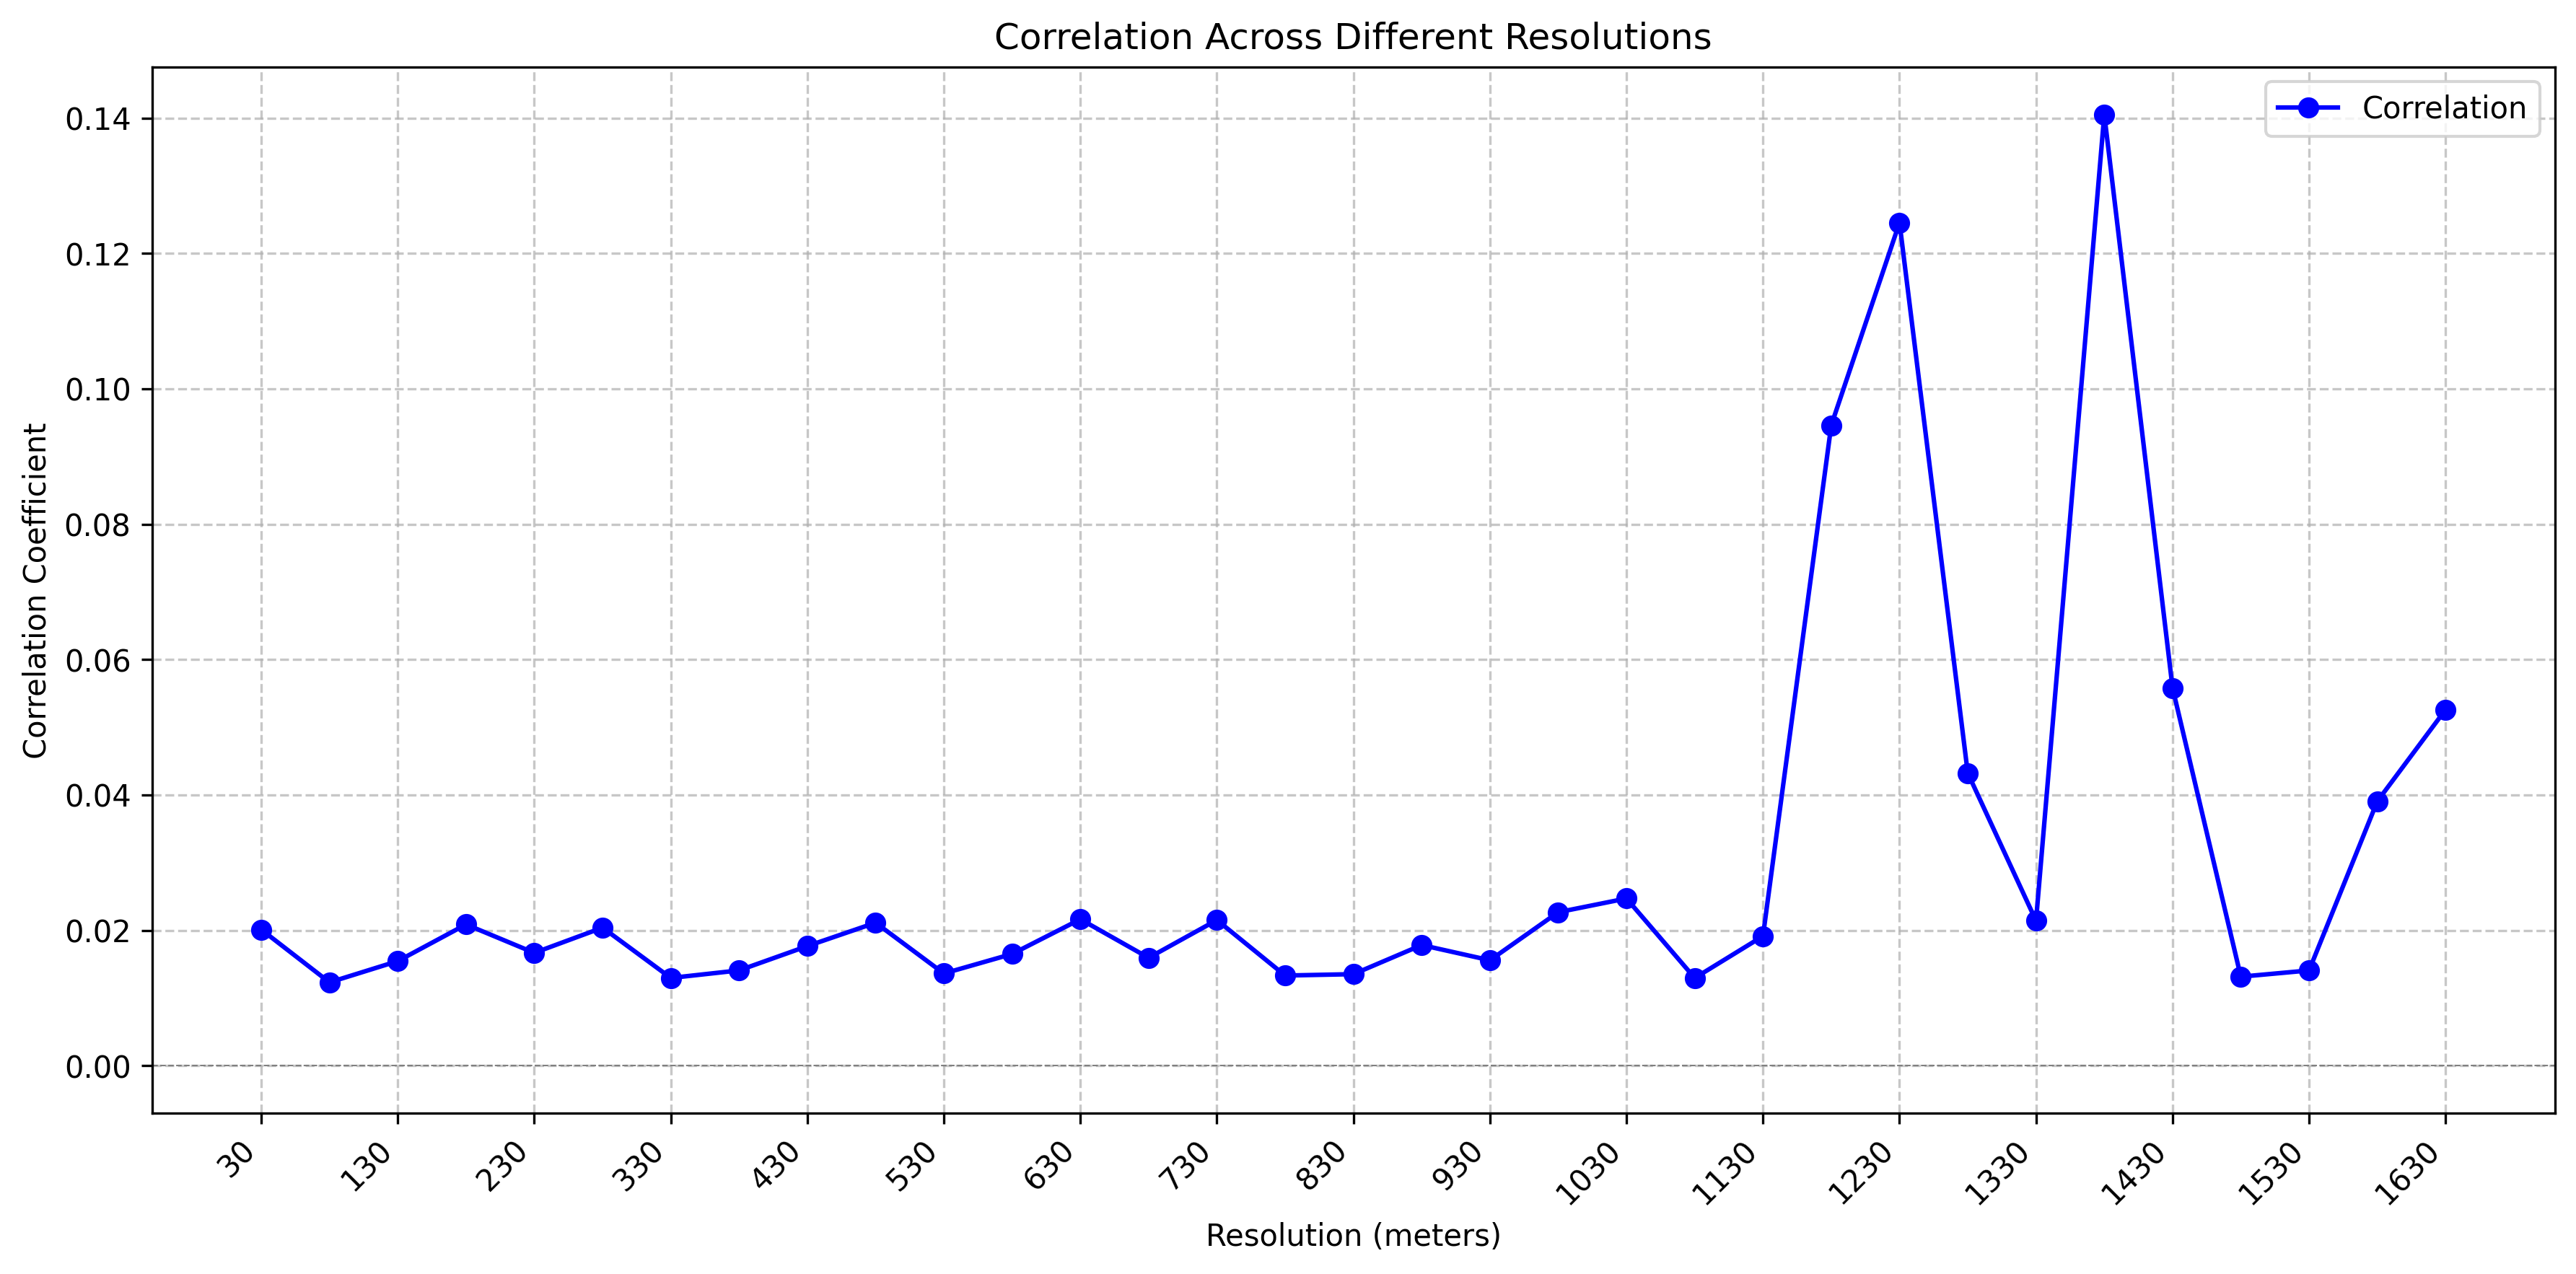 Correlation Across Different Resolutions
Correlation
0.14
0.12
0.10
0.08
0.06
0.04
0.02
0.00
Correlation Coefficient
30 130 230 330 430 530 630 730 830 930 1030 1130 1230 1330 1430 1530 1630
Resolution (meters)